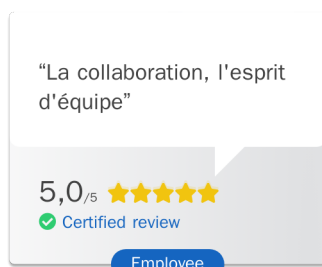 “La collaboration, l'esprit
d'équipe”
5,0/5
Certified review
Employee